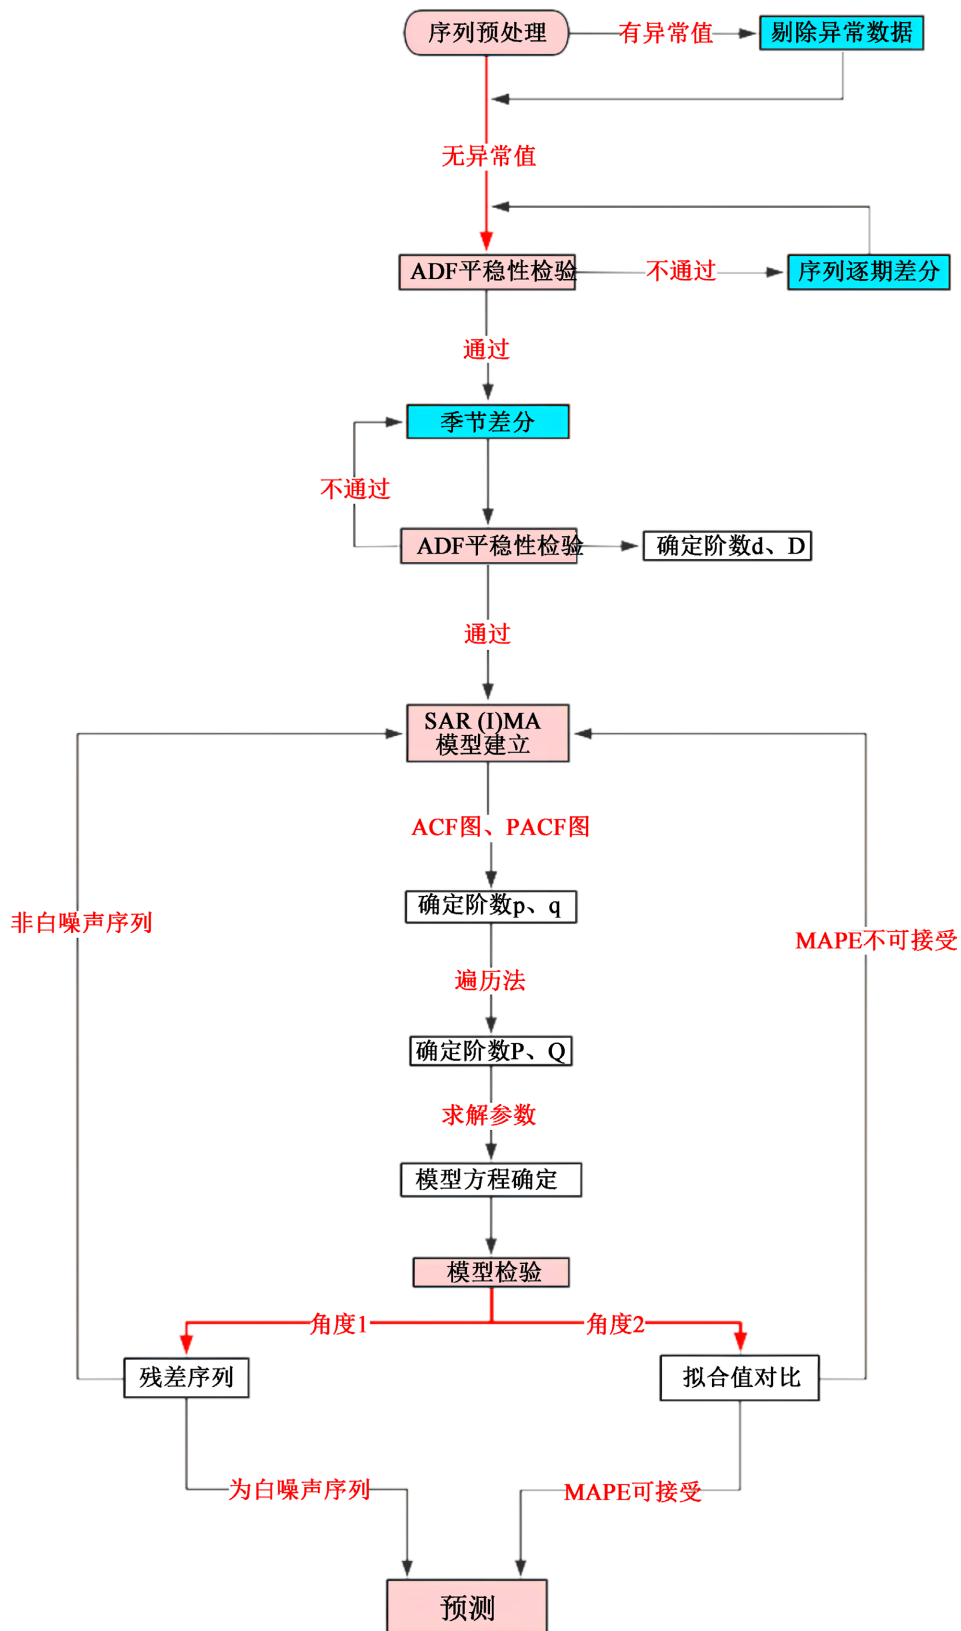 序列预处理
有异常值
剔除异常数据
无异常值
ADF平稳性检验
不通过
序列逐期差分
通过
季节差分
不通过
ADF平稳性检验
确定阶数d、D
通过
SAR (I)MA
模型建立
ACF图、PACF图
确定阶数p、q
非白噪声序列
MAPE不可接受
遍历法
确定阶数P、Q
求解参数
模型方程确定
模型检验
角度1
角度2
残差序列
拟合值对比
为白噪声序列
MAPE可接受
预测